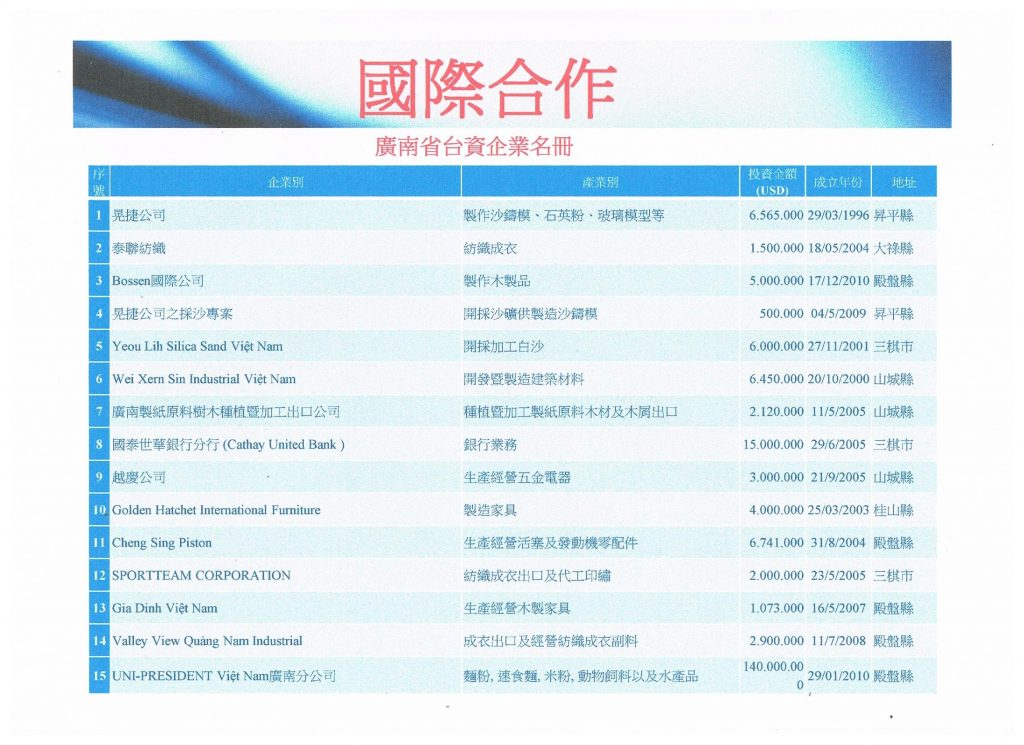 國際合作
廣南省台資企業名冊
序號 企業別 產業別 投資金額 (USD) 成立年份 地址
1 晃捷公司 製作沙鑄模、石英粉、玻璃模型等 6.565.000 29/03/1996 昇平縣
2 泰聯紡織 紡織成衣 1.500.000 18/05/2004 大祿縣
3 Bossen國際公司 製作木製品 5.000.000 17/12/2010 殿盤縣
4 晃捷公司之採沙專案 開採沙礦供製造沙鑄模 500.000 04/5/2009 昇平縣
5 Yeou Lih Silica Sand Việt Nam 開採加工白沙 6.000.000 27/11/2001 三棋市
6 Wei Xern Sin Industrial Việt Nam 開發暨製造建築材料 6.450.000 20/10/2000 山城縣
7 廣南製紙原料樹木種植暨加工出口公司 種植暨加工製紙原料木材及木屑出口 2.120.000 11/5/2005 山城縣
8 國泰世華銀行分行 (Cathay United Bank ) 銀行業務 15.000.000 29/6/2005 三棋市
9 越慶公司 生產經營五金電器 3.000.000 21/9/2005 山城縣
10 Golden Hatchet International Furniture 製造家具 4.000.000 25/03/2003 桂山縣
11 Cheng Sing Piston 生產經營活塞及發動機零配件 6.741.000 31/8/2004 殿盤縣
12 SPORTTEAM CORPORATION 紡織成衣出口及代工印繡 2.000.000 23/5/2005 三棋市
13 Gia Dinh Việt Nam 生產經營木製家具 1.073.000 16/5/2007 殿盤縣
14 Valley View Quảng Nam Industrial 成衣出口及經營紡織成衣副料 2.900.000 11/7/2008 殿盤縣
15 UNI-PRESIDENT Việt Nam廣南分公司 麵粉, 速食麵, 米粉, 動物飼料以及水產品 140.000.000 29/01/2010 殿盤縣